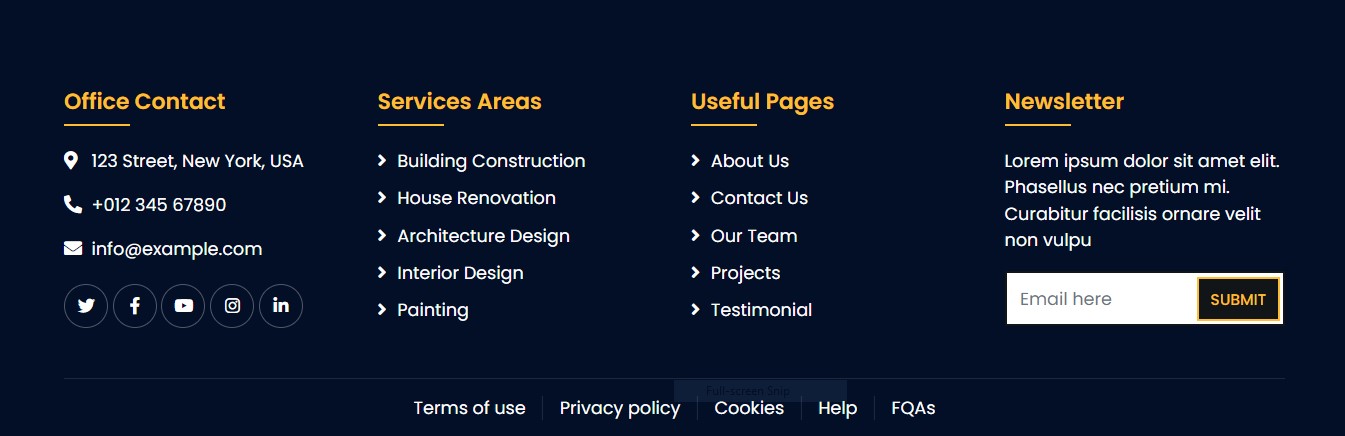 Office Contact
123 Street, New York, USA
+012 345 67890
info@example.com
Services Areas
Building Construction
House Renovation
Architecture Design
Interior Design
Painting
Useful Pages
About Us
Contact Us
Our Team
Projects
Testimonial
Newsletter
Lorem ipsum dolor sit amet elit.
Phasellus nec pretium mi.
Curabitur facilisis ornare velit
non vulpu
Email here SUBMIT
Full-screen Snip
Terms of use Privacy policy Cookies Help FQAs